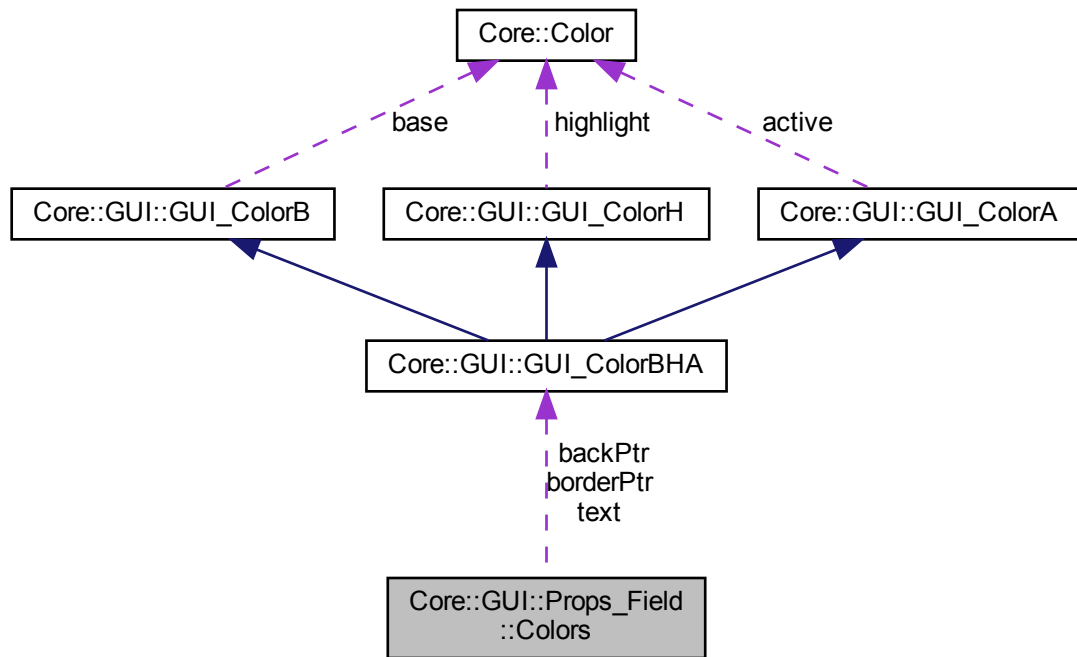 Core::Color
base
highlight
active
Core::GUI::GUI_ColorB
Core::GUI::GUI_ColorH
Core::GUI::GUI_ColorA
Core::GUI::GUI_ColorBHA
backPtr
borderPtr
text
Core::GUI::Props_Field
::Colors